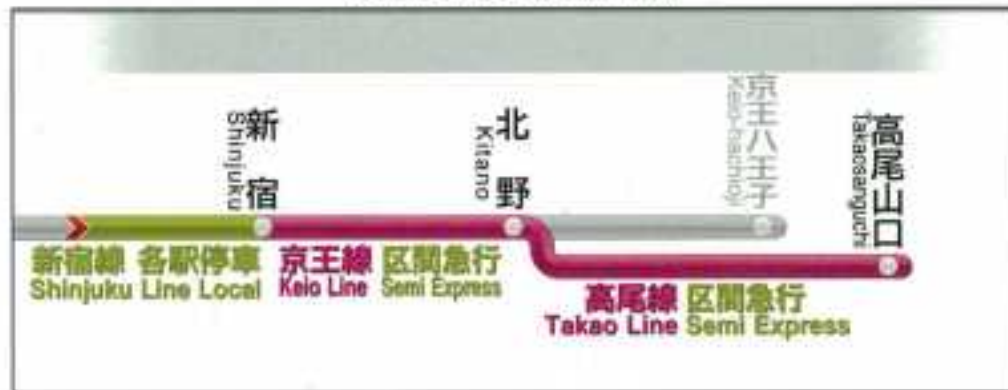 新宿
Shinjuku
北野
Kitano
京王八王子
Keio-hachioji
高尾山口
Takaosanguchi
新宿線 各駅停車
Shinjuku Line Local
京王線 区間急行
Keio Line Semi Express
高尾線 区間急行
Takao Line Semi Express